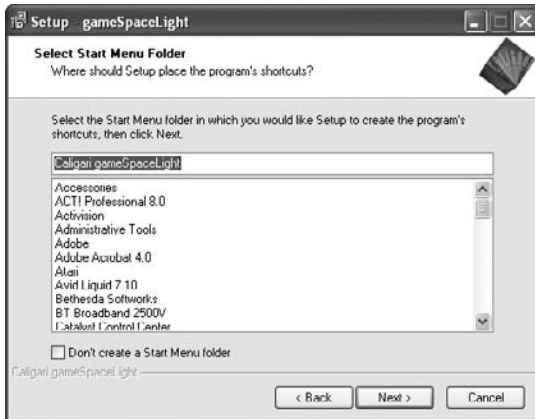 Setup gameSpaceLight
Select Start Menu Folder
Where should Setup place the program's shortcuts?
Select the Start Menu folder in which you would like Setup to create the program's
shortcuts, then click Next.
Caligari gameSpaceLight
Accessories
ACT! Professional 8.0
Activision
Administrative Tools
Adobe
Adobe Acrobat 4.0
Atari
Avid Liquid 7.10
Bethesda Softworks
BT Broadband 2500V
Catalyst Control Center
Don't create a Start Menu folder
Caligari gameSpaceLight
< Back
Next >
Cancel